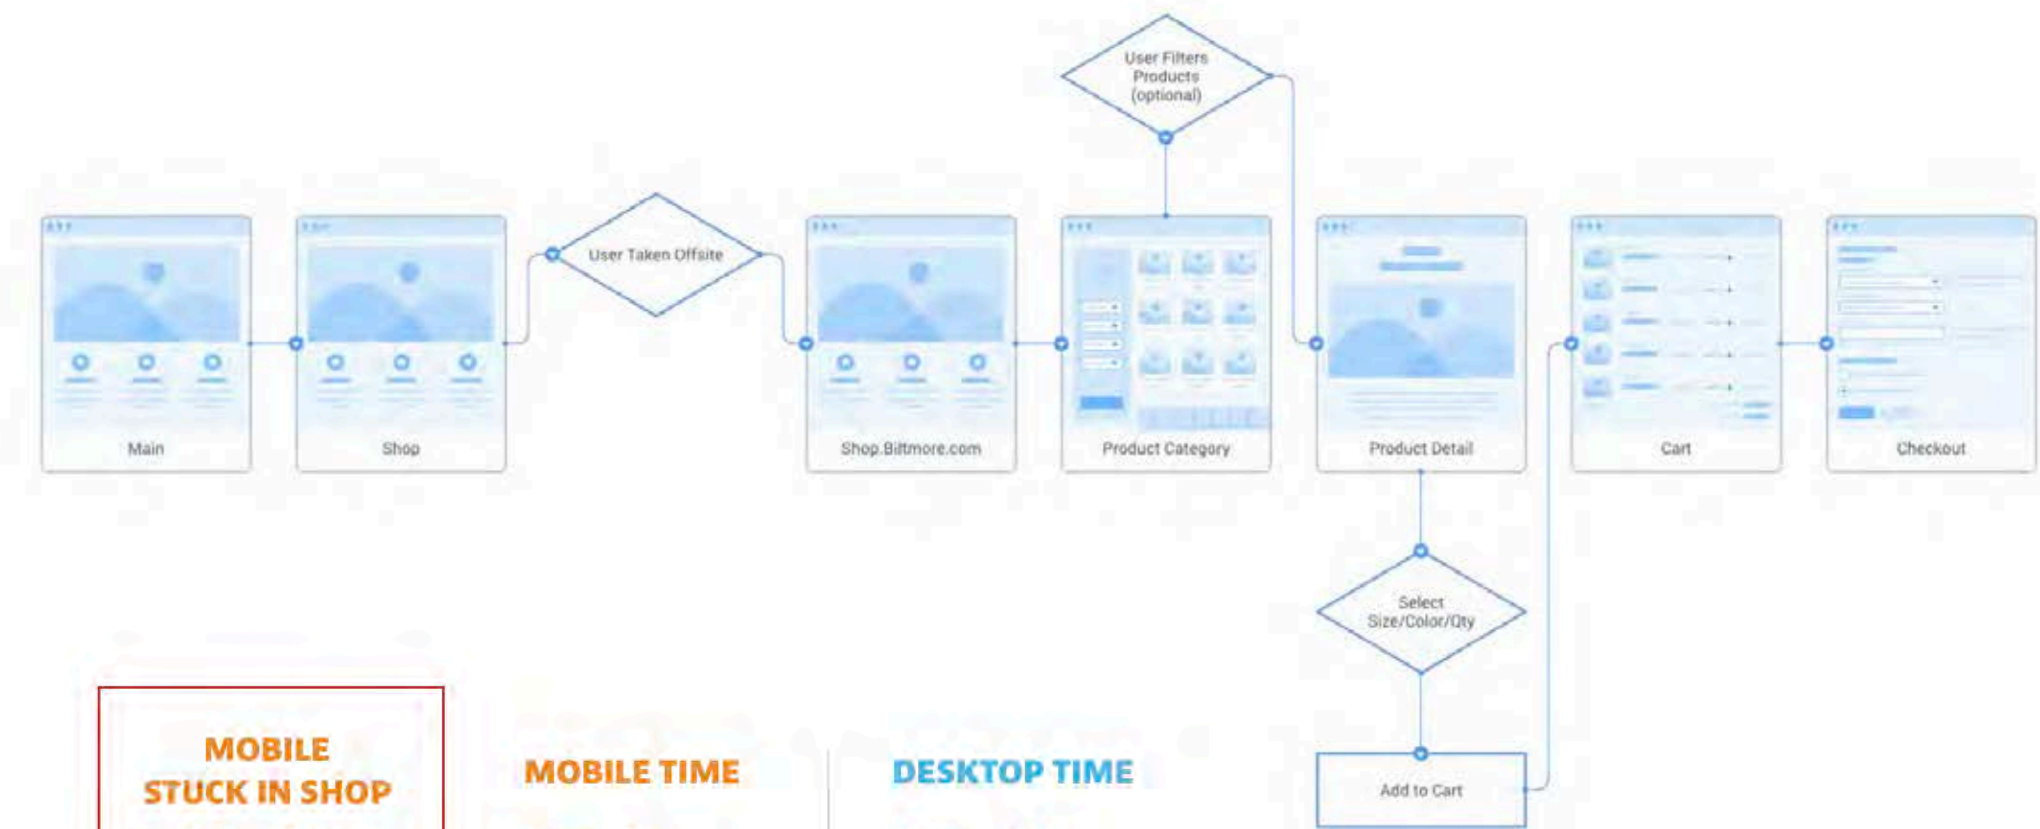 User Filters
Products
(optional)
User Taken Offsite
Main
Shop
Shop.Biltmore.com
Product Category
Product Detail
Cart
Checkout
Select
Size/Color/Qty
Add to Cart
MOBILE
STUCK IN SHOP
MOBILE TIME
DESKTOP TIME